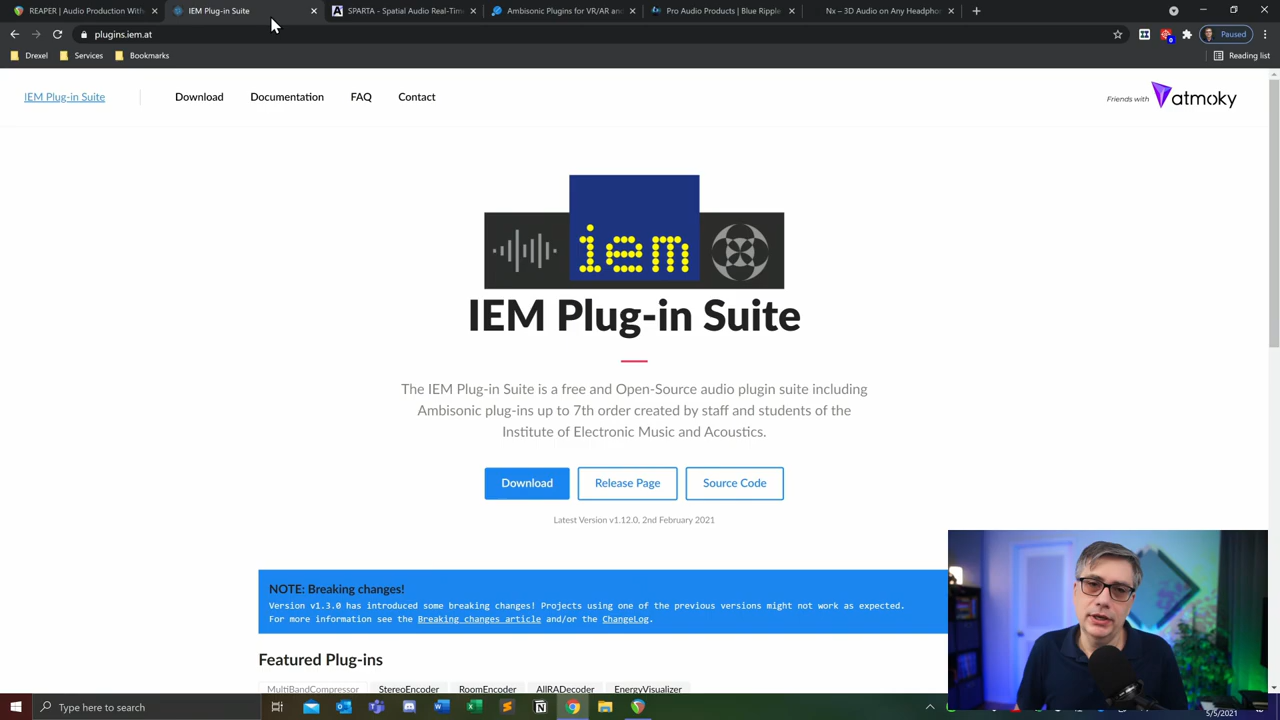 REAPER | Audio Production With
IEM Plug-in Suite
SPARTA – Spatial Audio Real-Time
Ambisonic Plugins for VR/AR and
Pro Audio Products | Blue Ripple
Nx – 3D Audio on Any Headphone
plugins.iem.at
Paused
Drexel
Services
Bookmarks
Reading list
IEM Plug-in Suite
Download
Documentation
FAQ
Contact
Friends with
atmoky
iem
IEM Plug-in Suite
The IEM Plug-in Suite is a free and Open-Source audio plugin suite including
Ambisonic plug-ins up to 7th order created by staff and students of the
Institute of Electronic Music and Acoustics.
Download
Release Page
Source Code
Latest Version v1.12.0, 2nd February 2021
NOTE: Breaking changes!
Version v1.3.0 has introduced some breaking changes! Projects using one of the previous versions might not work as expected.
For more information see the Breaking changes article and/or the ChangeLog.
Featured Plug-ins
MultiBandCompressor
StereoEncoder
RoomEncoder
AllRADecoder
EnergyVisualizer
Type here to search
5/5/2021